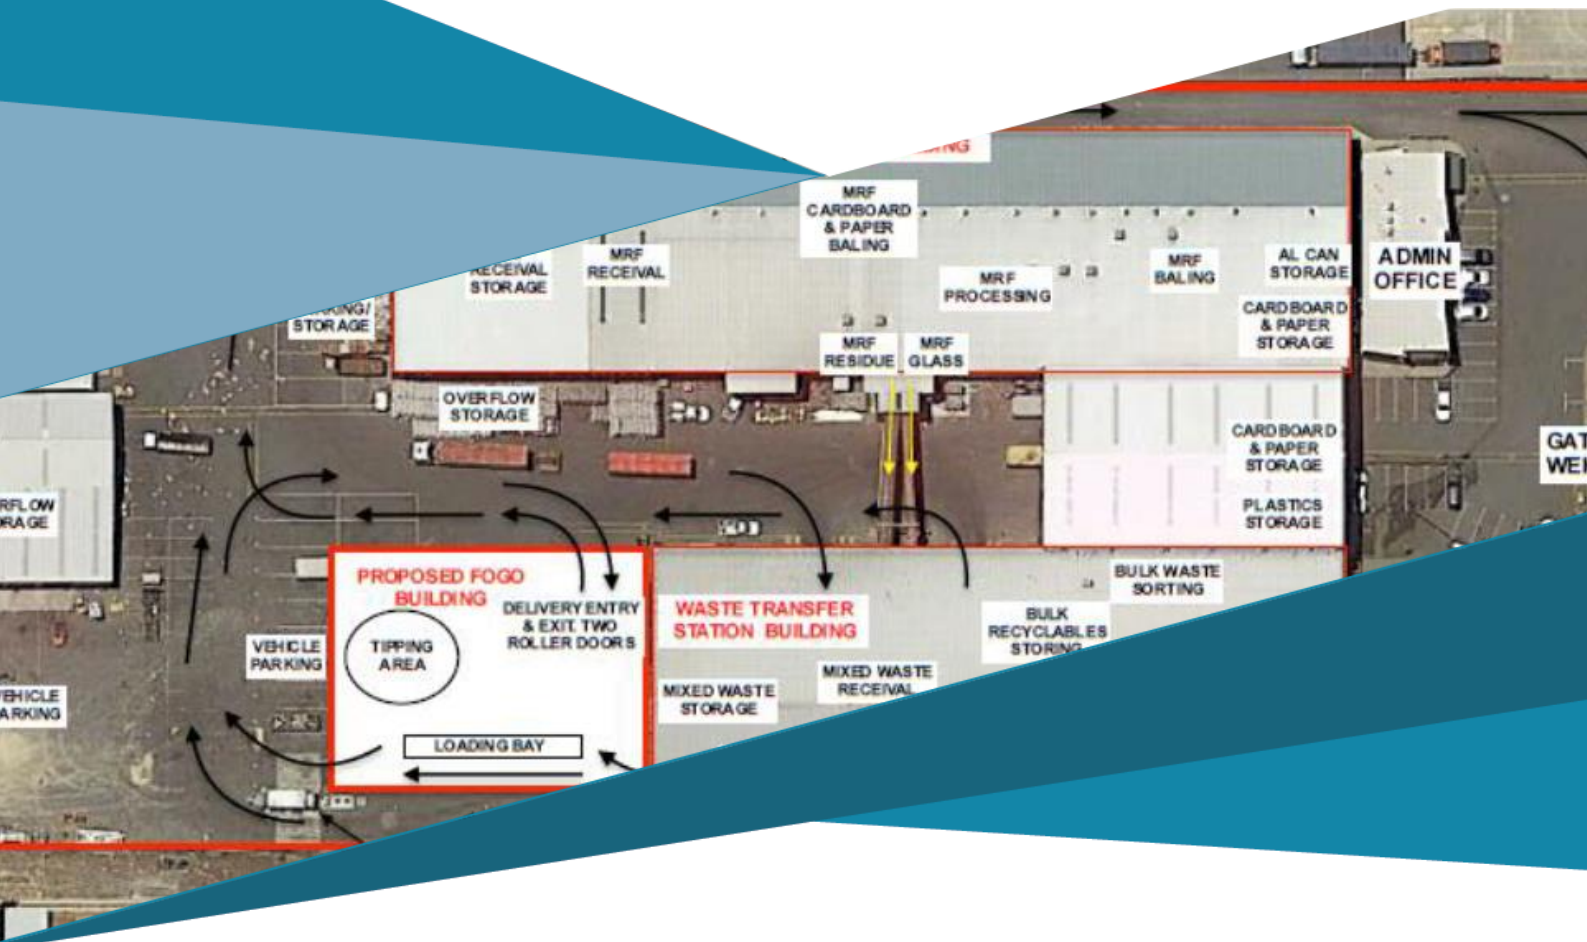 MRF
CARDBOARD
& PAPER
BALING
RECEIVAL
STORAGE
MRF
RECEIVAL
MRF
PROCESSING
MRF
BALING
AL CAN
STORAGE
ADMIN
OFFICE
STORAGE
CARDBOARD
& PAPER
STORAGE
MRF
RESIDUE
MRF
GLASS
OVERFLOW
STORAGE
CARDBOARD
& PAPER
STORAGE
PLASTICS
STORAGE
PROPOSED FOGO
BUILDING
DELIVERY ENTRY
& EXIT. TWO
ROLLER DOORS
TIPPING
AREA
VEHICLE
PARKING
WASTE TRANSFER
STATION BUILDING
BULK WASTE
SORTING
BULK
RECYCLABLES
STORING
MIXED WASTE
RECEIVAL
MIXED WASTE
STORAGE
VEHICLE
PARKING
LOADING BAY